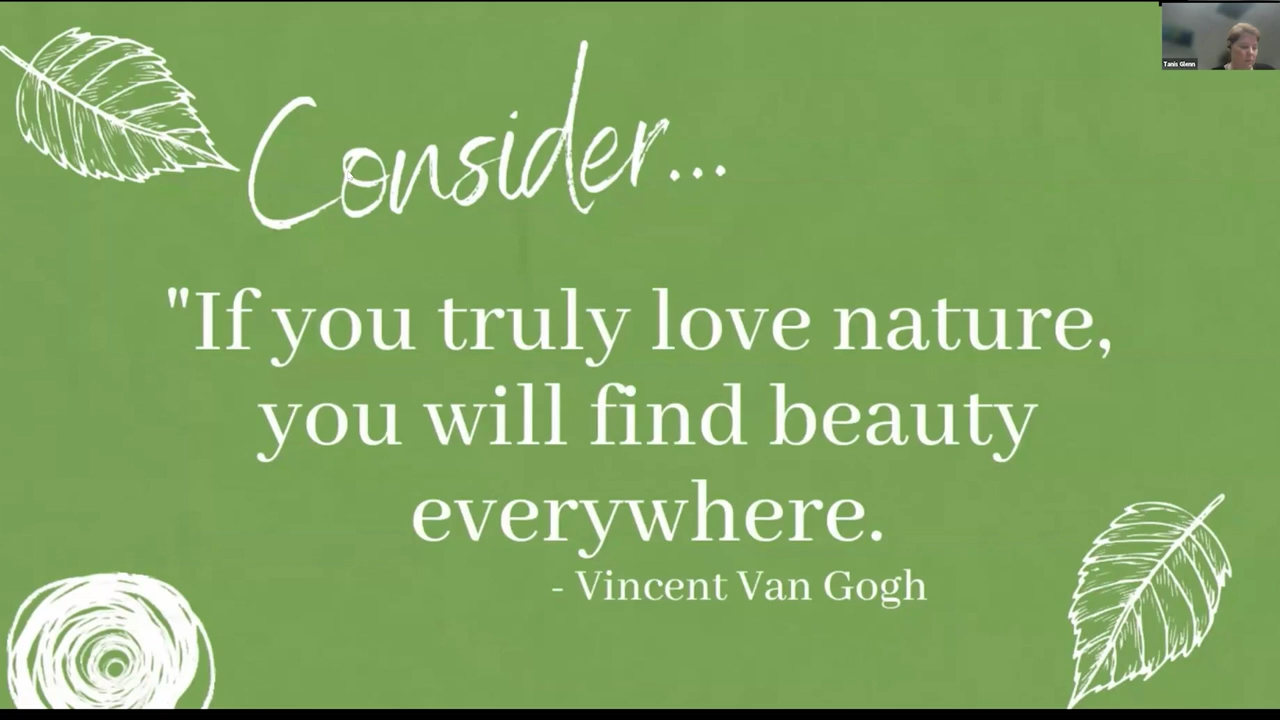 Tanis Glenn
Consider...
"If you truly love nature,
you will find beauty
everywhere.
- Vincent Van Gogh